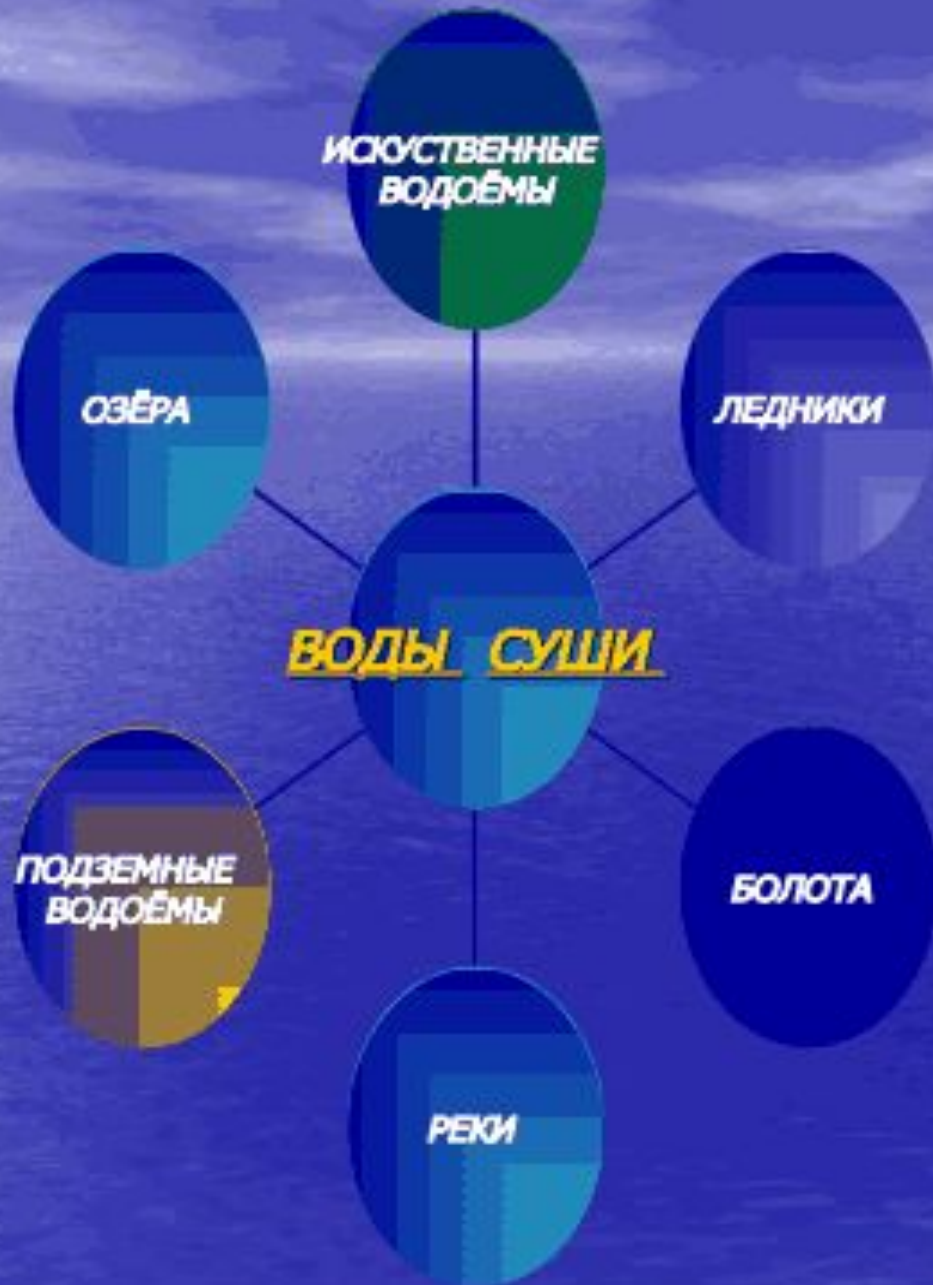 ИСКУСТВЕННЫЕ
ВОДОЁМЫ
ОЗЁРА
ЛЕДНИКИ
ВОДЫ СУШИ
ПОДЗЕМНЫЕ
ВОДОЁМЫ
БОЛОТА
РЕКИ